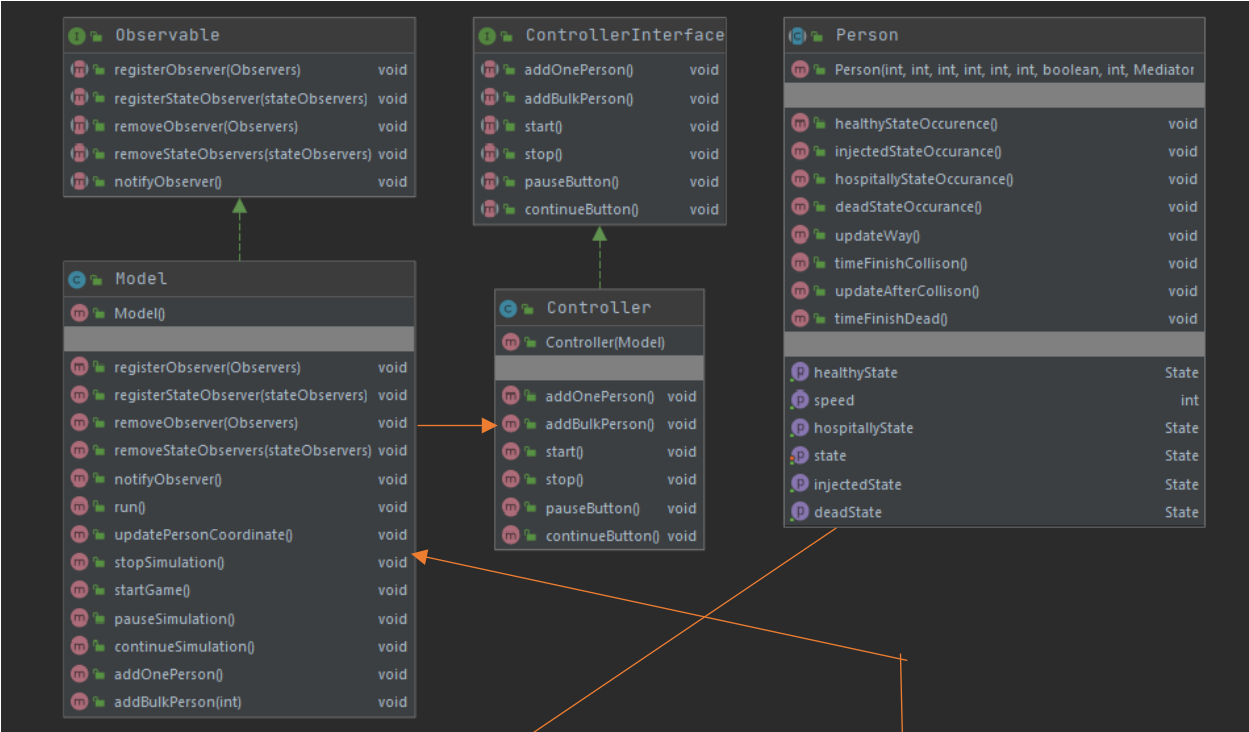 Observable
registerObserver(Observers) void
registerStateObserver(stateObservers) void
removeObserver(Observers) void
removeStateObservers(stateObservers) void
notifyObserver() void
ControllerInterface
addOnePerson() void
addBulkPerson() void
start() void
stop() void
pauseButton() void
continueButton() void
Person
Person(int, int, int, int, int, int, boolean, int, Mediator
healthyStateOccurence() void
injectedStateOccurance() void
hospitallyStateOccurance() void
deadStateOccurance() void
updateWay() void
timeFinishCollison() void
updateAfterCollison() void
timeFinishDead() void
healthyState State
speed int
hospitallyState State
state State
injectedState State
deadState State
Model
Model()
registerObserver(Observers) void
registerStateObserver(stateObservers) void
removeObserver(Observers) void
removeStateObservers(stateObservers) void
notifyObserver() void
run() void
updatePersonCoordinate() void
stopSimulation() void
startGame() void
pauseSimulation() void
continueSimulation() void
addOnePerson() void
addBulkPerson(int) void
Controller
Controller(Model)
addOnePerson() void
addBulkPerson() void
start() void
stop() void
pauseButton() void
continueButton() void